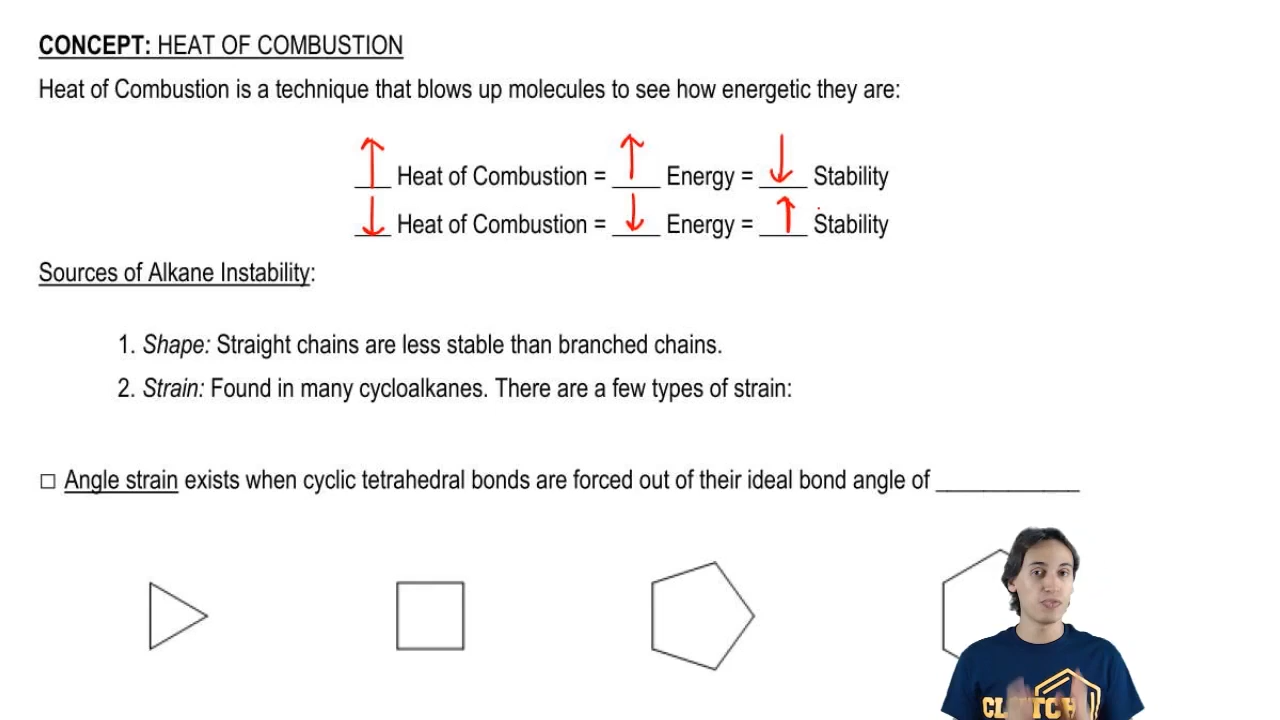 CONCEPT: HEAT OF COMBUSTION
Heat of Combustion is a technique that blows up molecules to see how energetic they are:
↑ Heat of Combustion = ↑ Energy = ↓ Stability
↓ Heat of Combustion = ↓ Energy = ↑ Stability
Sources of Alkane Instability:
1. Shape: Straight chains are less stable than branched chains.
2. Strain: Found in many cycloalkanes. There are a few types of strain:
□ Angle strain exists when cyclic tetrahedral bonds are forced out of their ideal bond angle of ____________